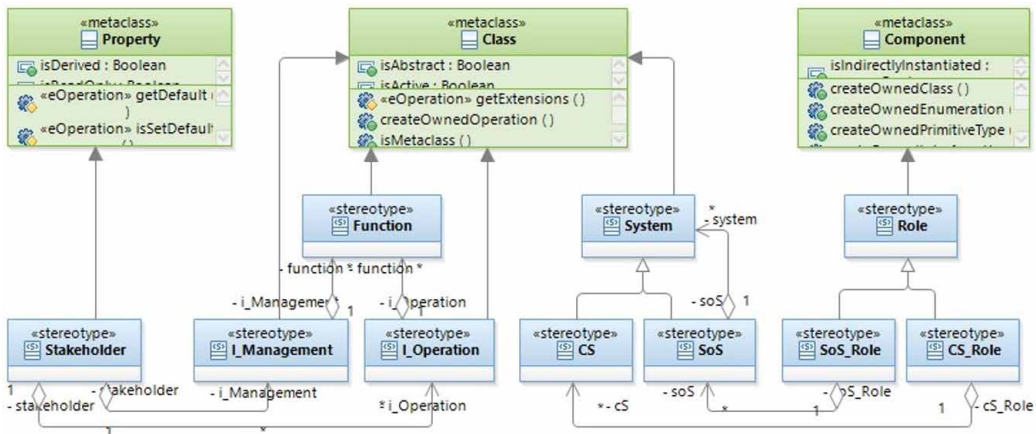 «metaclass»
Property
isDerived : Boolean
«eOperation» getDefault (
)
«eOperation» isSetDefault
«metaclass»
Class
isAbstract : Boolean
isActive : Boolean
«eOperation» getExtensions ( )
createOwnedOperation ( )
isMetaclass ( )
«metaclass»
Component
isIndirectlyInstantiated :
createOwnedClass ( )
createOwnedEnumeration (
createOwnedPrimitiveType (
«stereotype»
Function
«stereotype»
System
*
- system
«stereotype»
Role
- function *
- function *
- i_Management
1
- i_Operation
1
- soS
1
«stereotype»
Stakeholder
«stereotype»
I_Management
«stereotype»
I_Operation
«stereotype»
CS
«stereotype»
SoS
«stereotype»
SoS_Role
«stereotype»
CS_Role
1
- stakeholder
- stakeholder
- i_Management
* i_Operation
*- cS
- soS
*
1
- soS_Role
1
- cS_Role
1
*